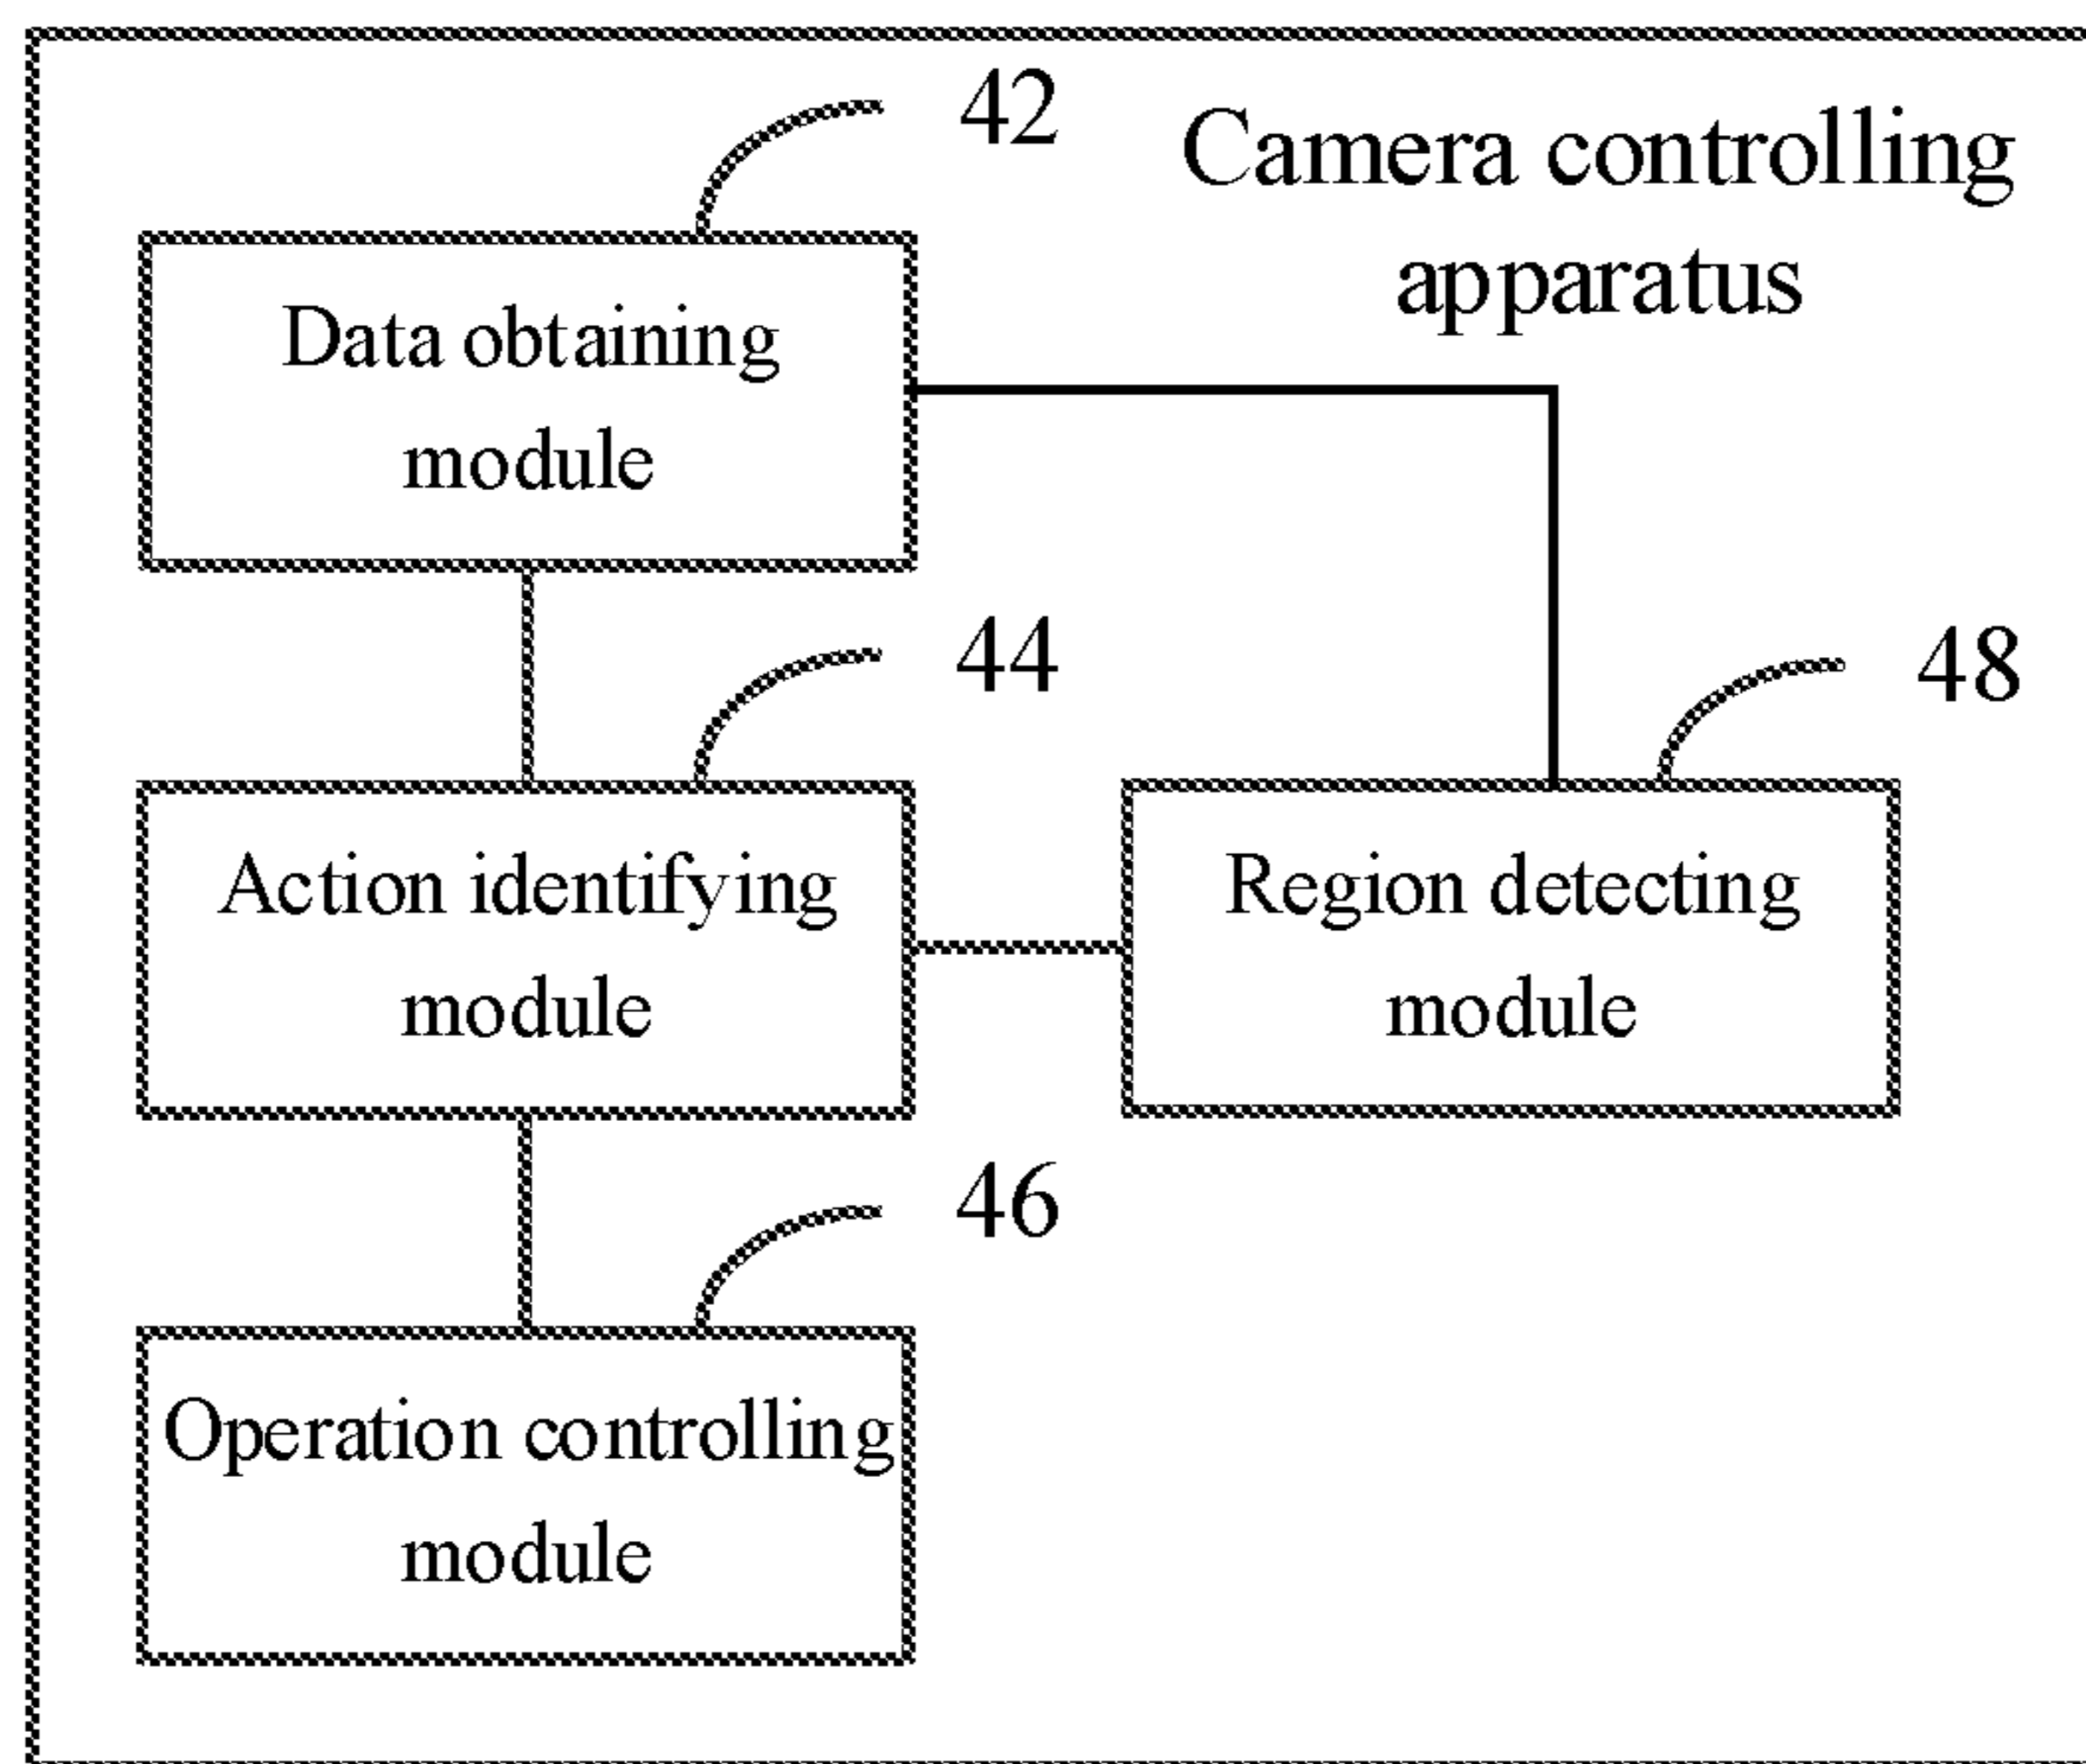 42
Camera controlling
apparatus
Data obtaining
module
44
48
Action identifying
module
Region detecting
module
46
Operation controlling
module